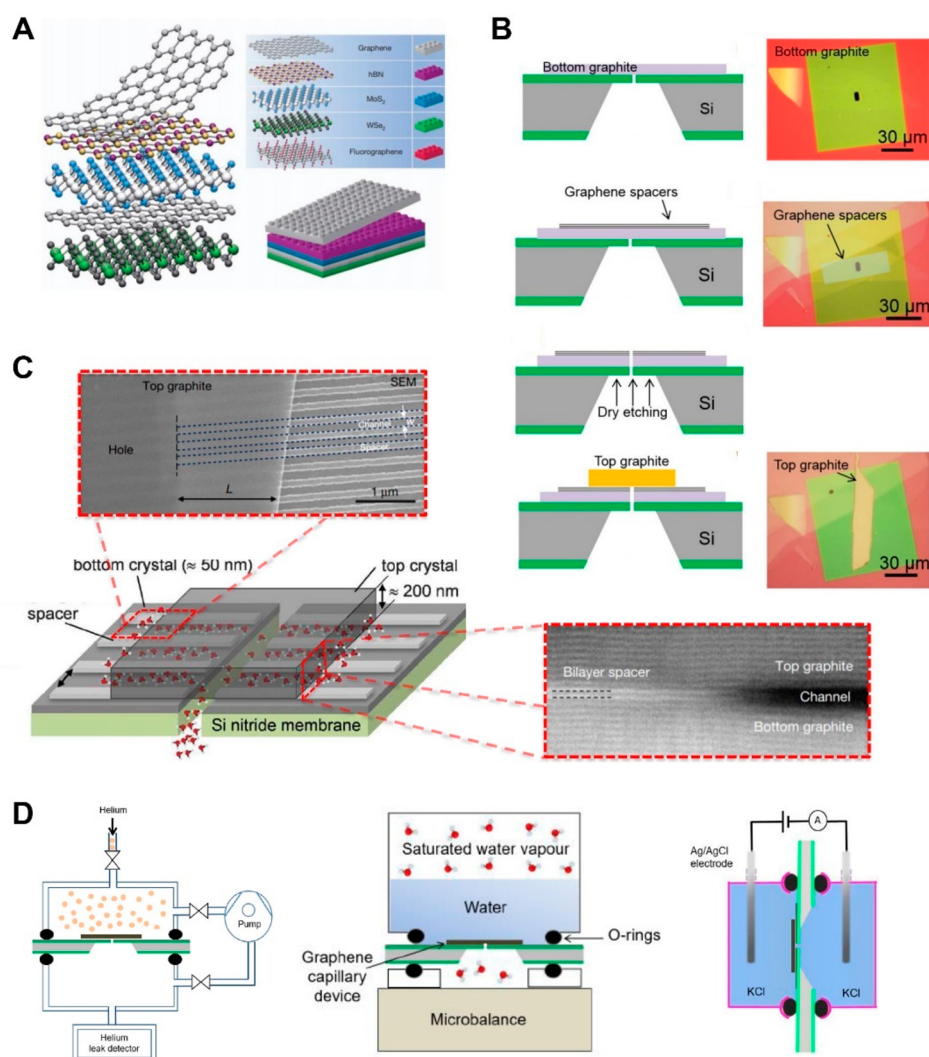 A
Graphene
hBN
MoS₂
WSe₂
Fluorographene
B
Bottom graphite
Si
30 µm
Graphene spacers
Si
Graphene spacers
30 µm
Si
Dry etching
Top graphite
Si
Top graphite
30 µm
C
Top graphite
SEM
Channel
w
Spacer
Hole
L
1 µm
bottom crystal (≈ 50 nm)
top crystal
≈ 200 nm
spacer
Si nitride membrane
Bilayer spacer
Top graphite
Channel
Bottom graphite
D
Helium
Pump
Helium
leak detector
Saturated water vapour
Water
O-rings
Graphene
capillary
device
Microbalance
A
Ag/AgCl
electrode
KCl
KCl